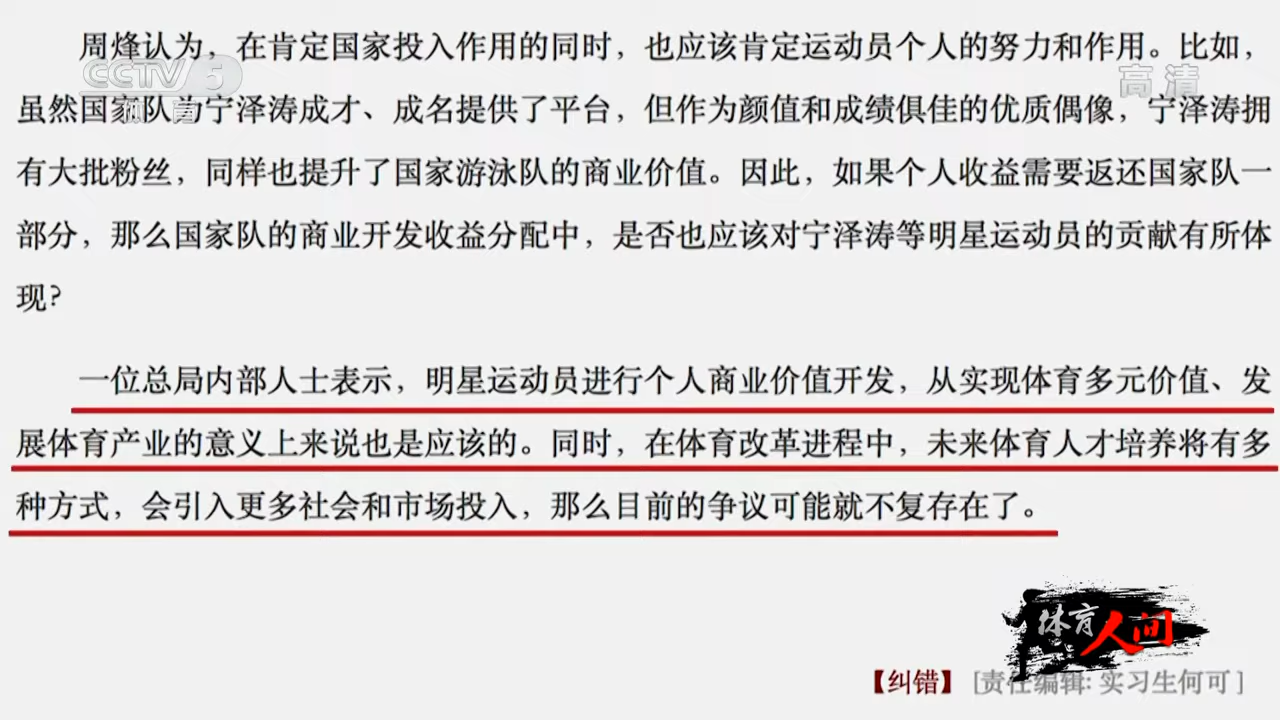 周烽认为，在肯定国家投入作用的同时，也应该肯定运动员个人的努力和作用。比如，
CCTV 5
体育
高清
虽然国家队为宁泽涛成才、成名提供了平台，但作为颜值和成绩俱佳的优质偶像，宁泽涛拥
有大批粉丝，同样也提升了国家游泳队的商业价值。因此，如果个人收益需要返还国家队一
部分，那么国家队的商业开发收益分配中，是否也应该对宁泽涛等明星运动员的贡献有所体
现？
一位总局内部人士表示，明星运动员进行个人商业价值开发，从实现体育多元价值、发
展体育产业的意义上来说也是应该的。同时，在体育改革进程中，未来体育人才培养将有多
种方式，会引入更多社会和市场投入，那么目前的争议可能就不复存在了。
体育人间
【纠错】 [责任编辑: 实习生何可]